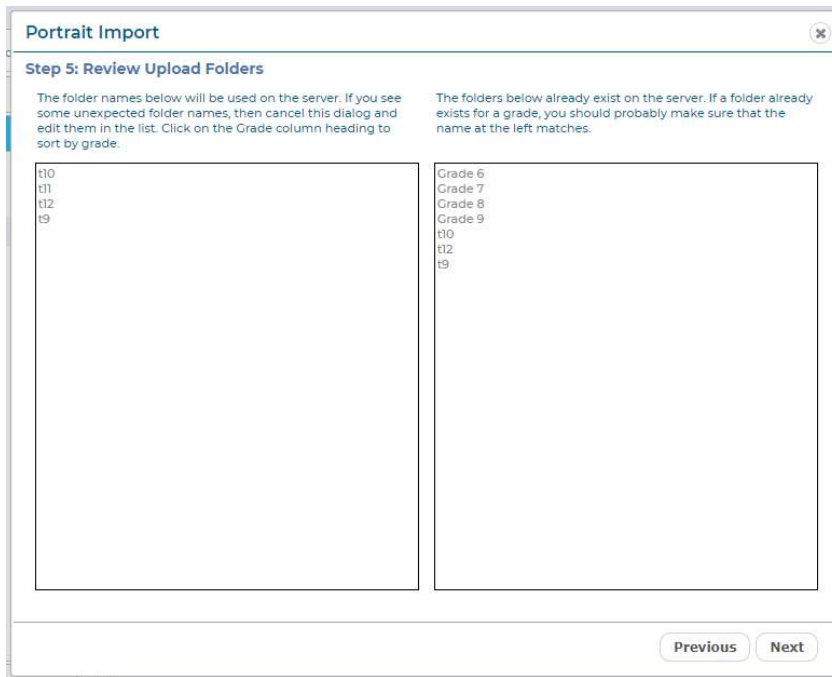 Portrait Import
Step 5: Review Upload Folders
The folder names below will be used on the server. If you see
some unexpected folder names, then cancel this dialog and
edit them in the list. Click on the Grade column heading to
sort by grade.
The folders below already exist on the server. If a folder already
exists for a grade, you should probably make sure that the
name at the left matches.
t10
t11
t12
t9
Grade 6
Grade 7
Grade 8
Grade 9
t10
t12
t9
Previous
Next